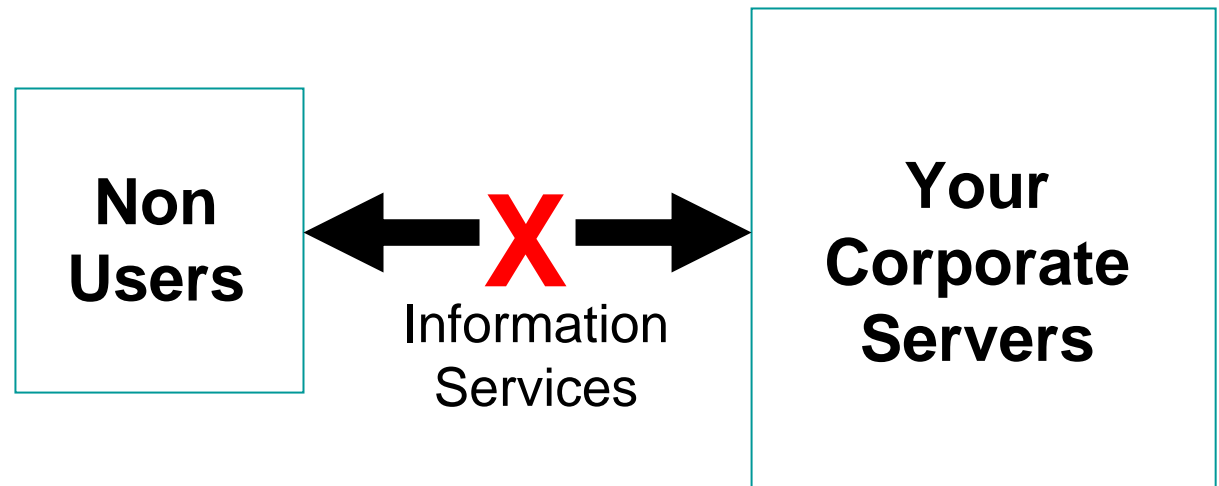 Non
Users
X
Information
Services
Your
Corporate
Servers